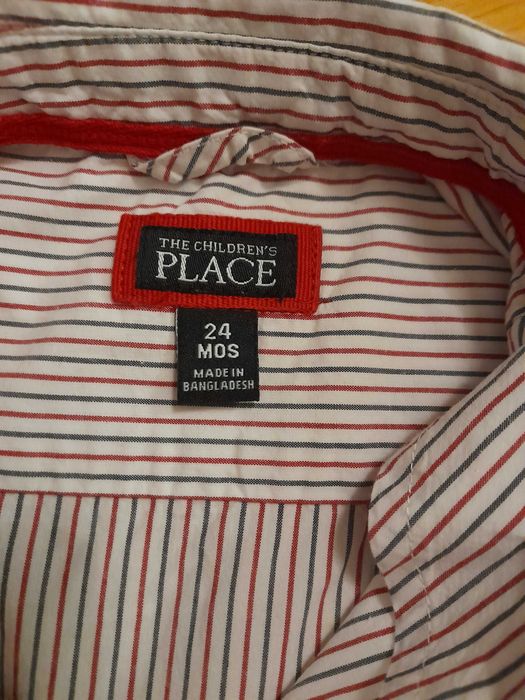 THE CHILDREN'S
PLACE
24
MOS
MADE IN
BANGLADESH